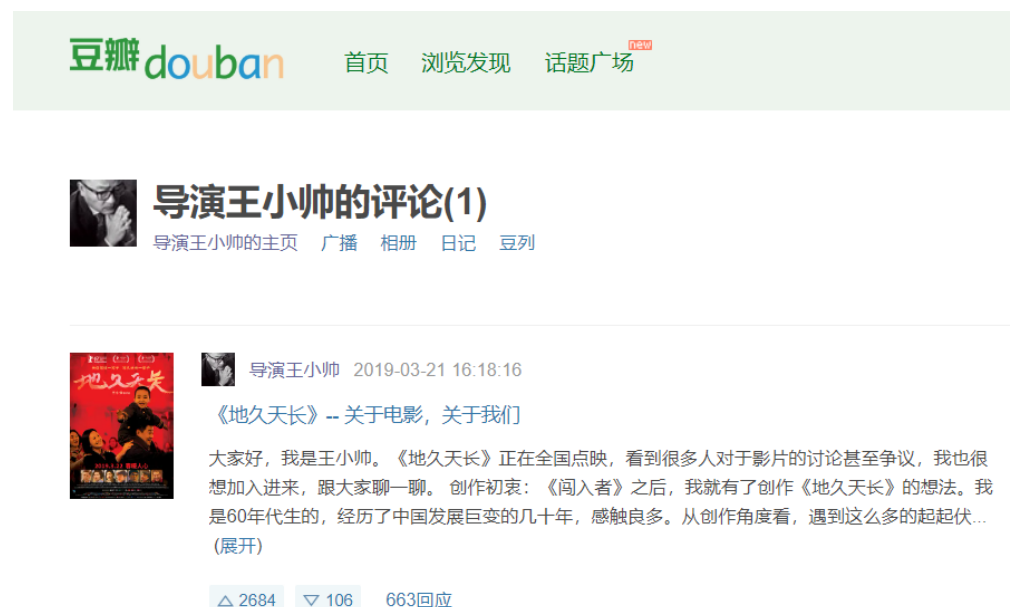 豆瓣douban
首页 浏览发现 话题广场 new
导演王小帅的评论(1)
导演王小帅的主页 广播 相册 日记 豆列
地久天长
导演王小帅 2019-03-21 16:18:16
《地久天长》-- 关于电影，关于我们
大家好，我是王小帅。《地久天长》正在全国点映，看到很多人对于影片的讨论甚至争议，我也很
想加入进来，跟大家聊一聊。 创作初衷：《闯入者》之后，我就有了创作《地久天长》的想法。我
是60年代生的，经历了中国发展巨变的几十年，感触良多。从创作角度看，遇到这么多的起起伏...
(展开)
△ 2684 ▽ 106 663回应